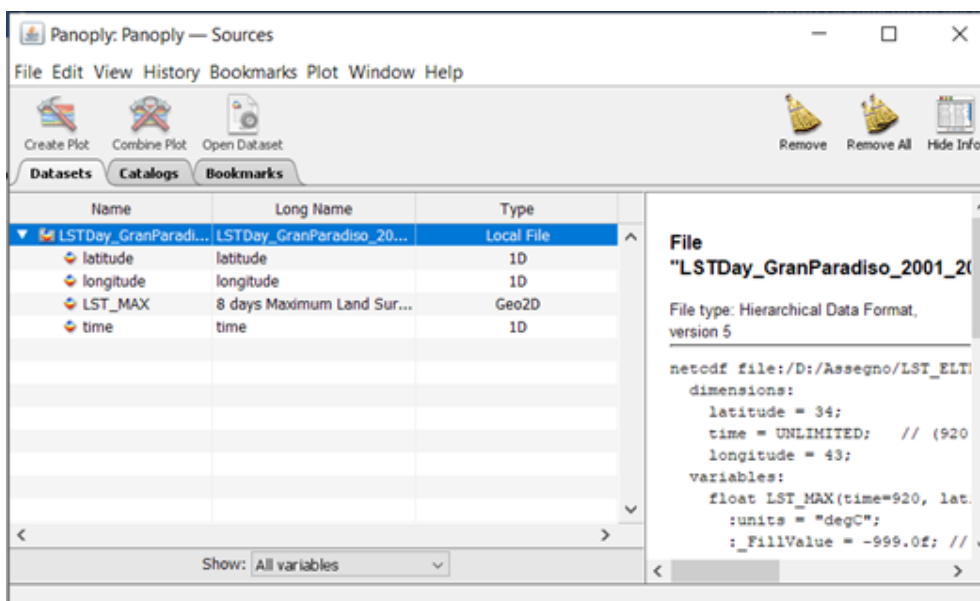 Panoply: Panoply — Sources
File Edit View History Bookmarks Plot Window Help
Create Plot Combine Plot Open Dataset Remove Remove All Hide Info
Datasets Catalogs Bookmarks
Name Long Name Type
LSTDay_GranParadi... LSTDay_GranParadiso_20... Local File
latitude latitude 1D
longitude longitude 1D
LST_MAX 8 days Maximum Land Sur... Geo2D
time time 1D
Show: All variables
File
"LSTDay_GranParadiso_2001_20
File type: Hierarchical Data Format,
version 5
netcdf file:/D:/Assegno/LST_ELT
dimensions:
latitude = 34;
time = UNLIMITED; // (920
longitude = 43;
variables:
float LST_MAX(time=920, lat
:units = "degC";
:_FillValue = -999.0f; //